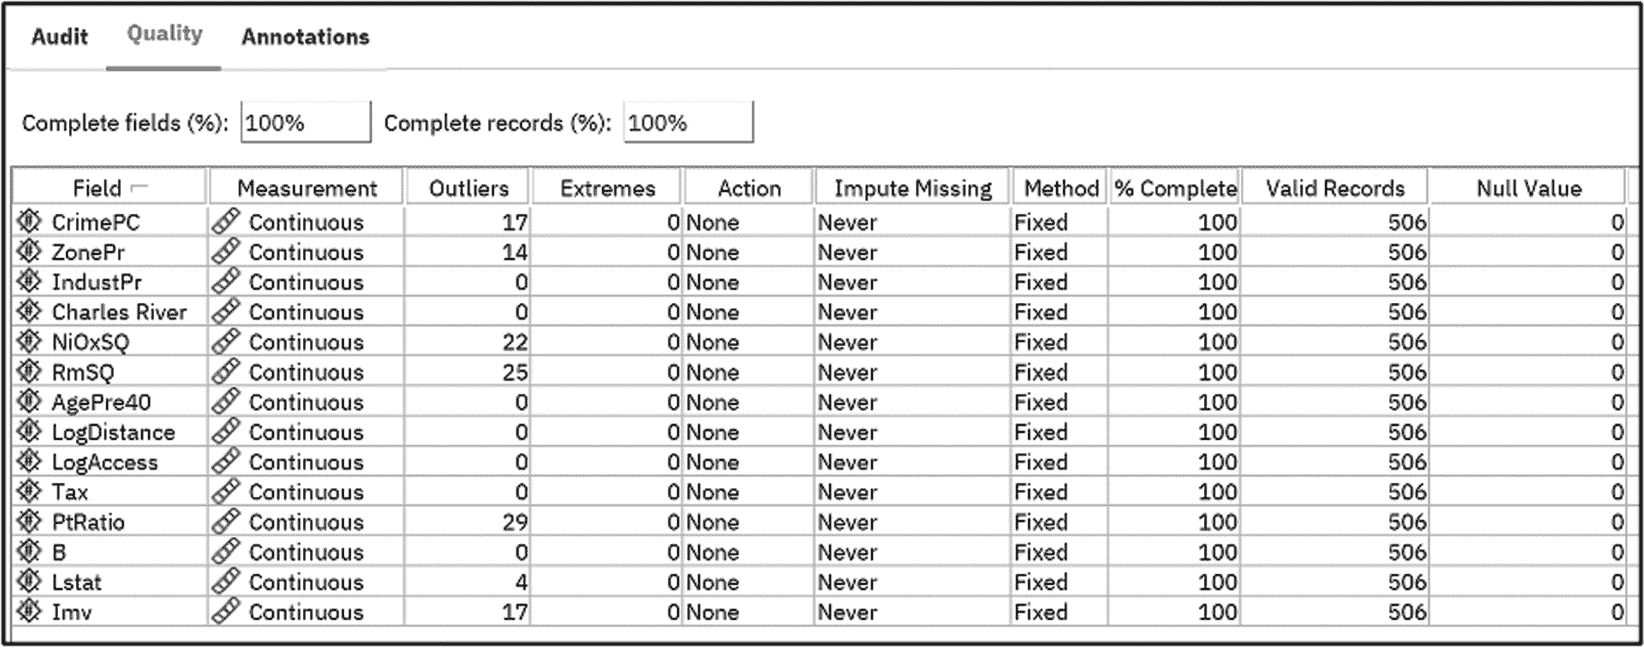 Audit Quality Annotations
Complete fields (%): 100% Complete records (%): 100%
Field Measurement Outliers Extremes Action Impute Missing Method % Complete Valid Records Null Value
CrimePC Continuous 17 0 None Never Fixed 100 506 0
ZonePr Continuous 14 0 None Never Fixed 100 506 0
IndustPr Continuous 0 0 None Never Fixed 100 506 0
Charles River Continuous 0 0 None Never Fixed 100 506 0
NiOxSQ Continuous 22 0 None Never Fixed 100 506 0
RmSQ Continuous 25 0 None Never Fixed 100 506 0
AgePre40 Continuous 0 0 None Never Fixed 100 506 0
LogDistance Continuous 0 0 None Never Fixed 100 506 0
LogAccess Continuous 0 0 None Never Fixed 100 506 0
Tax Continuous 0 0 None Never Fixed 100 506 0
PtRatio Continuous 29 0 None Never Fixed 100 506 0
B Continuous 0 0 None Never Fixed 100 506 0
Lstat Continuous 4 0 None Never Fixed 100 506 0
Imv Continuous 17 0 None Never Fixed 100 506 0